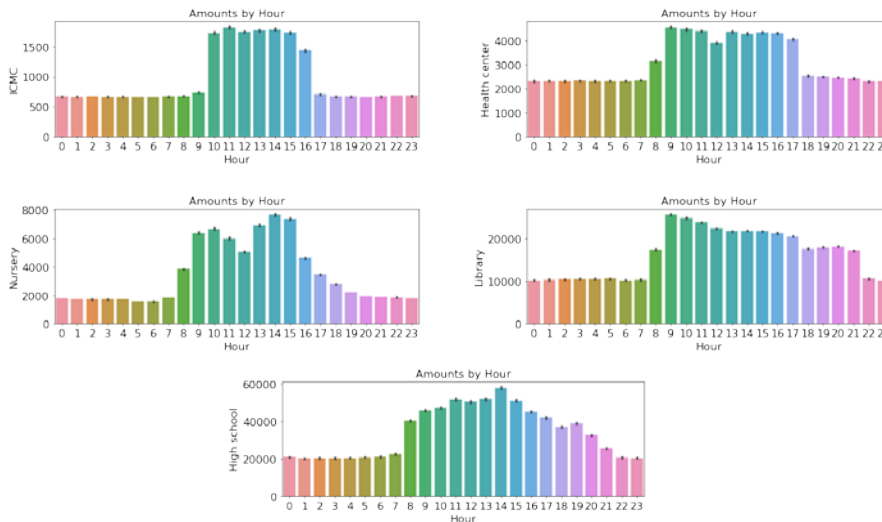 Amounts by Hour
ICMC
1500
1000
500
0
0 1 2 3 4 5 6 7 8 9 10 11 12 13 14 15 16 17 18 19 20 21 22 23
Hour
Amounts by Hour
Health center
4000
3000
2000
1000
0
0 1 2 3 4 5 6 7 8 9 10 11 12 13 14 15 16 17 18 19 20 21 22
Hour
Amounts by Hour
Nursery
8000
6000
4000
2000
0
0 1 2 3 4 5 6 7 8 9 10 11 12 13 14 15 16 17 18 19 20 21 22 23
Hour
Amounts by Hour
Library
20000
10000
0
0 1 2 3 4 5 6 7 8 9 10 11 12 13 14 15 16 17 18 19 20 21 22
Hour
Amounts by Hour
High school
60000
40000
20000
0
0 1 2 3 4 5 6 7 8 9 10 11 12 13 14 15 16 17 18 19 20 21 22 23
Hour